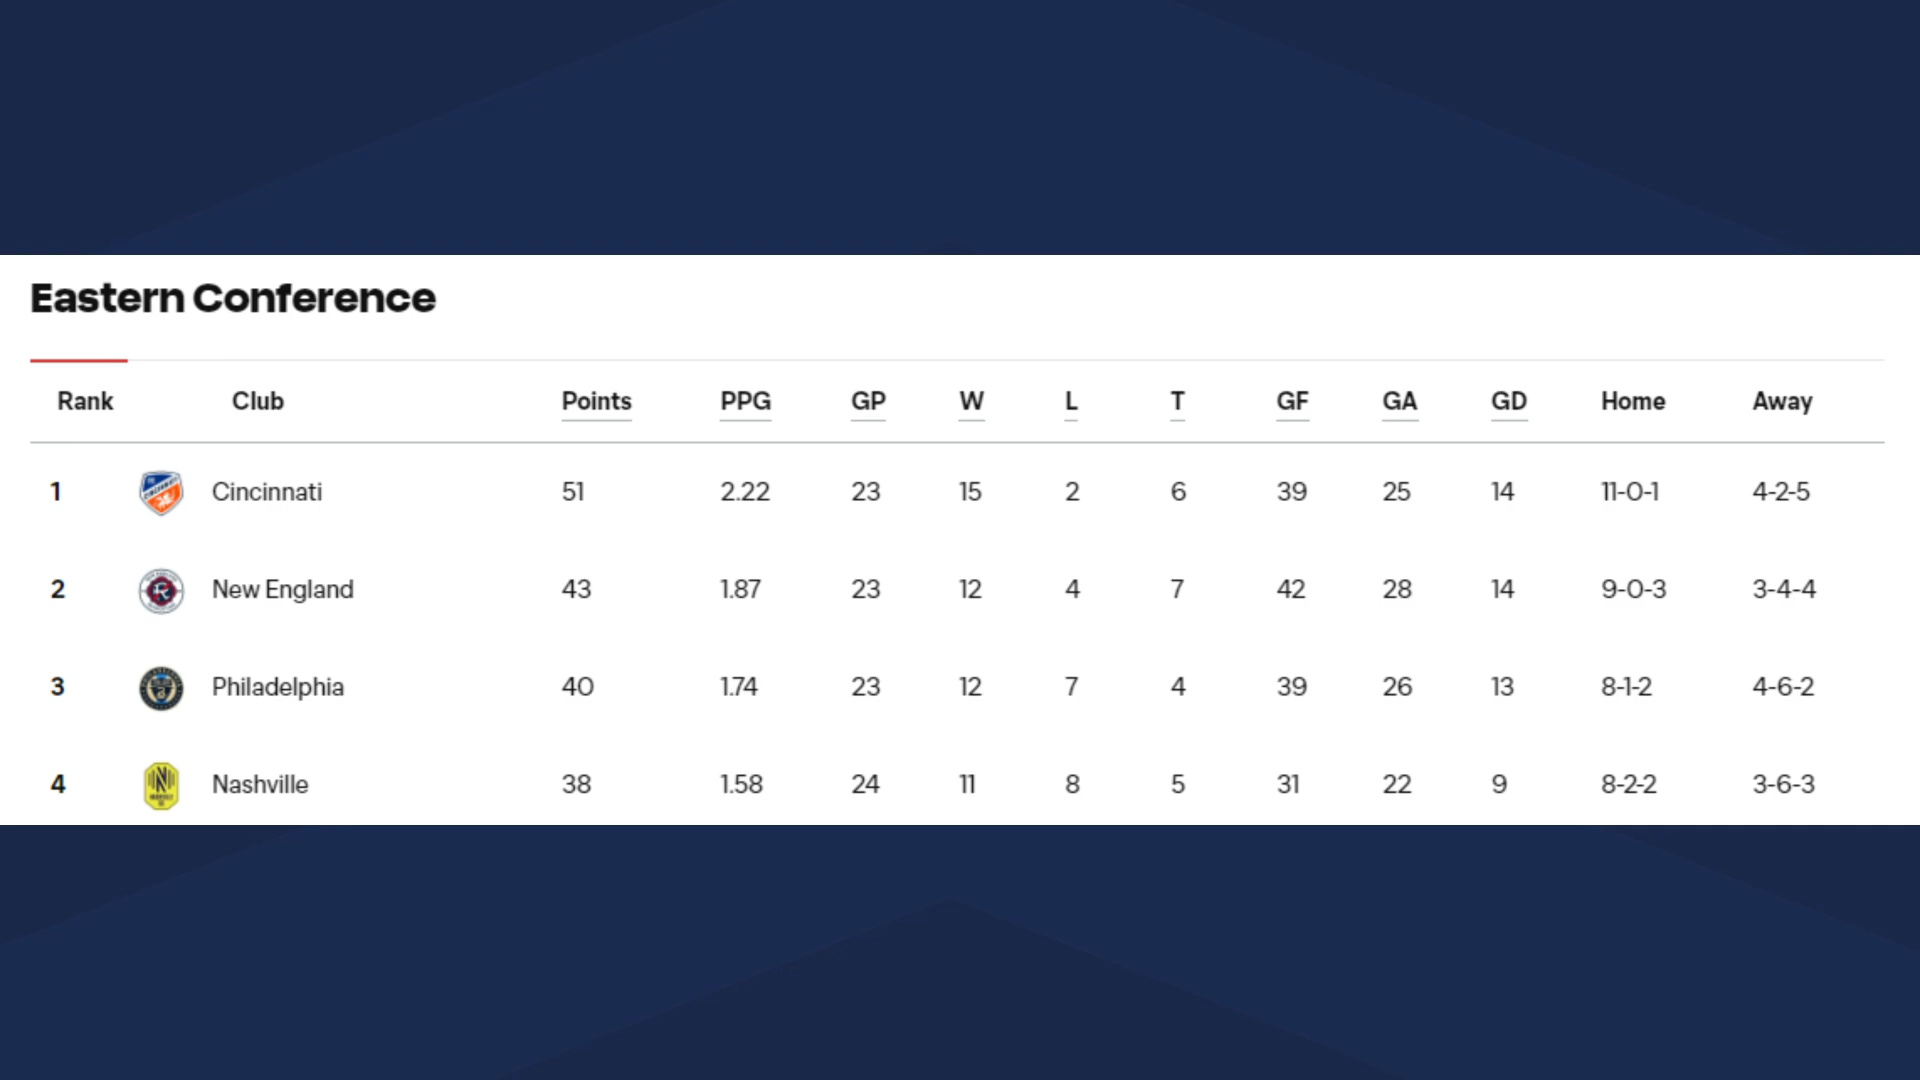 Eastern Conference
Rank Club Points PPG GP W L T GF GA GD Home Away
1 Cincinnati 51 2.22 23 15 2 6 39 25 14 11-0-1 4-2-5
2 New England 43 1.87 23 12 4 7 42 28 14 9-0-3 3-4-4
3 Philadelphia 40 1.74 23 12 7 4 39 26 13 8-1-2 4-6-2
4 Nashville 38 1.58 24 11 8 5 31 22 9 8-2-2 3-6-3